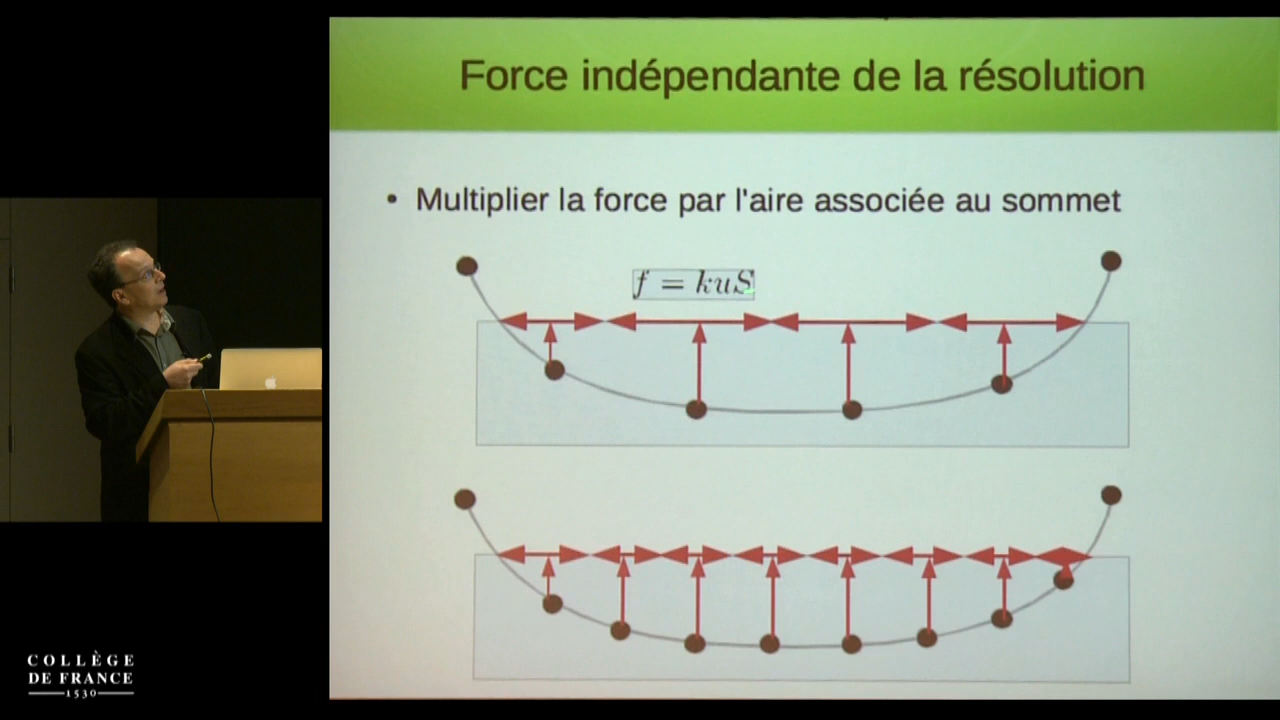 Force indépendante de la résolution
• Multiplier la force par l'aire associée au sommet
f = kuS
COLLÈGE
DE FRANCE
1530